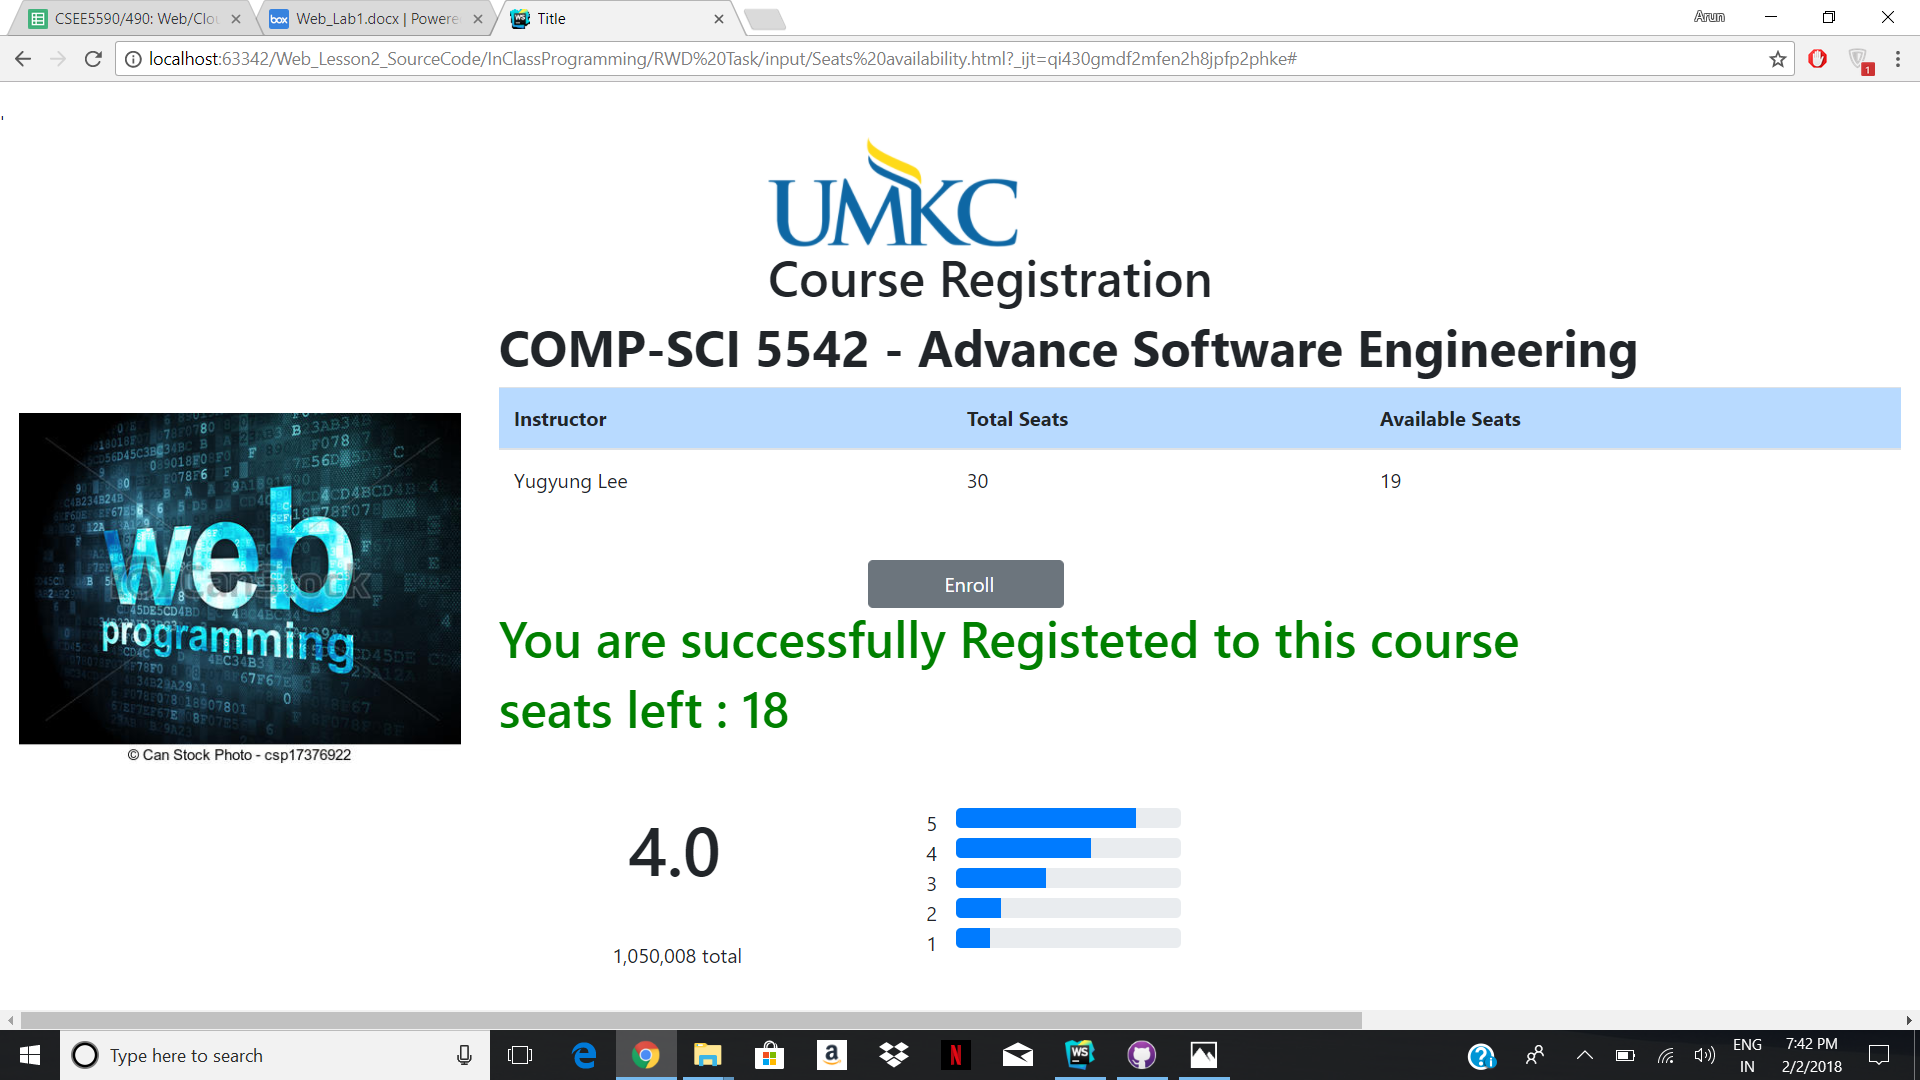 CSEE5590/490: Web/Clou
Web_Lab1.docx | Powere
Title
Arun
localhost:63342/Web_Lesson2_SourceCode/InClassProgramming/RWD%20Task/input/Seats%20availability.html?_ijt=qi430gmdf2mfen2h8jpfp2phke#
1
UMKC
Course Registration
COMP-SCI 5542 - Advance Software Engineering
Instructor Total Seats Available Seats
Yugyung Lee 30 19
web
programming
© Can Stock Photo - csp17376922
Enroll
You are successfully Registeted to this course
seats left : 18
4.0
1,050,008 total
5
4
3
2
1
Type here to search
ENG
IN
7:42 PM
2/2/2018